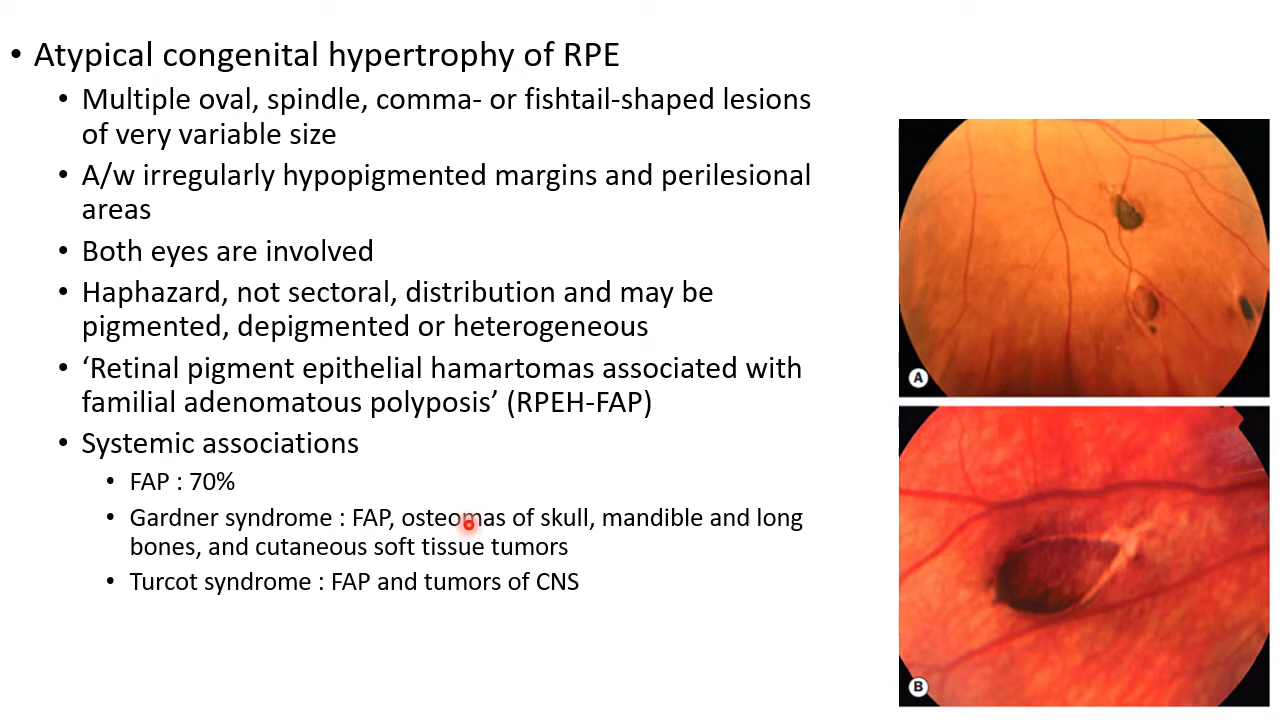 • Atypical congenital hypertrophy of RPE
• Multiple oval, spindle, comma- or fishtail-shaped lesions
of very variable size
• A/w irregularly hypopigmented margins and perilesional
areas
• Both eyes are involved
• Haphazard, not sectoral, distribution and may be
pigmented, depigmented or heterogeneous
• ‘Retinal pigment epithelial hamartomas associated with
familial adenomatous polyposis’ (RPEH-FAP)
• Systemic associations
• FAP : 70%
• Gardner syndrome : FAP, osteomas of skull, mandible and long
bones, and cutaneous soft tissue tumors
• Turcot syndrome : FAP and tumors of CNS
A
B